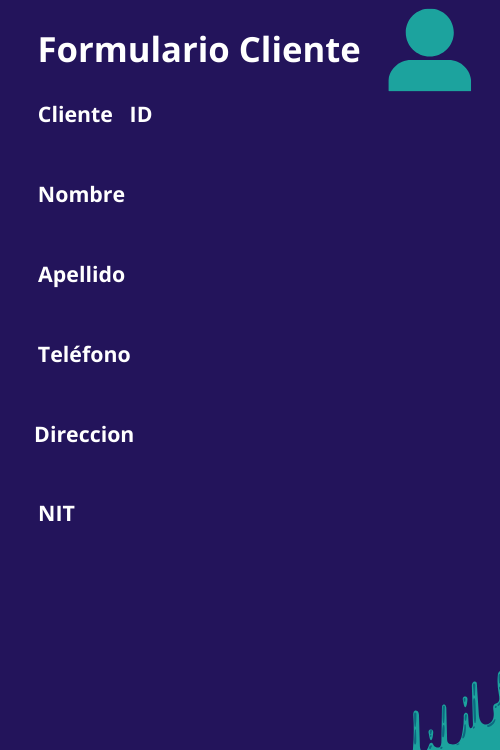 Formulario Cliente
Cliente ID
Nombre
Apellido
Teléfono
Direccion
NIT